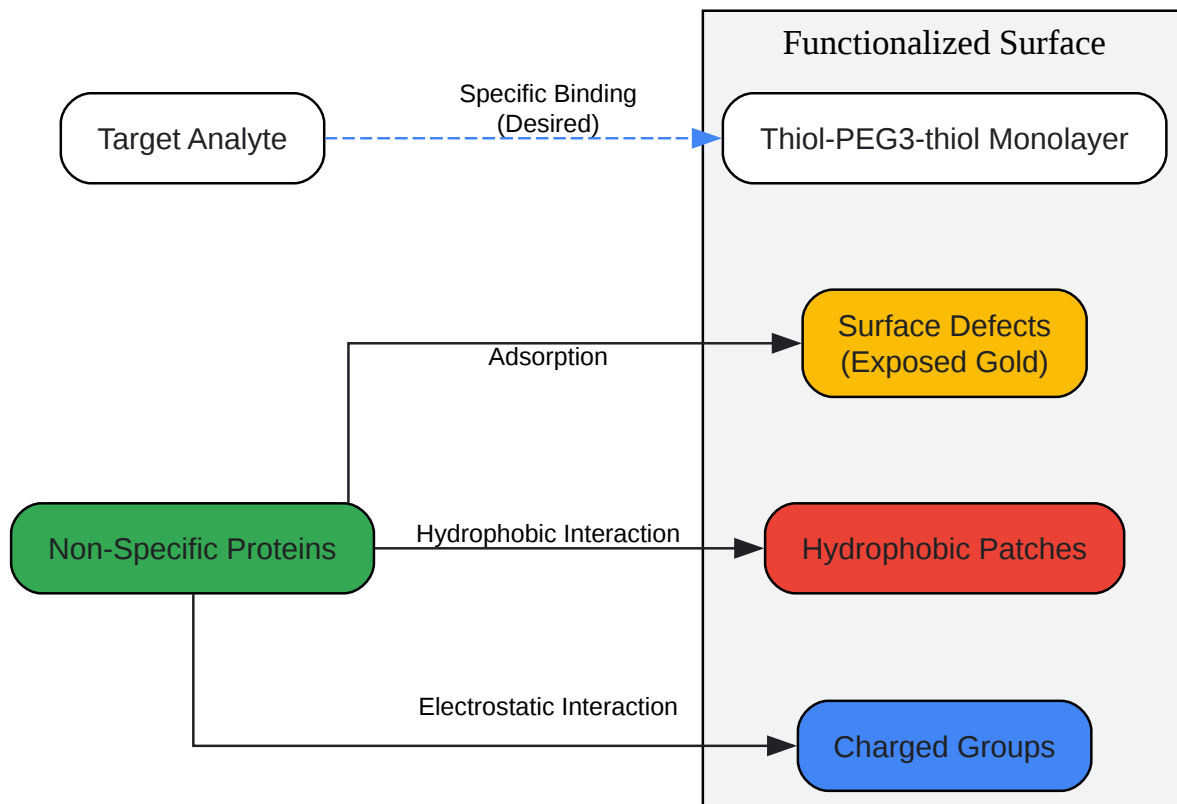 Functionalized Surface
Specific Binding
(Desired)
Target Analyte
Thiol-PEG3-thiol Monolayer
Surface Defects
(Exposed Gold)
Adsorption
Non-Specific Proteins
Hydrophobic Interaction
Hydrophobic Patches
Electrostatic Interaction
Charged Groups